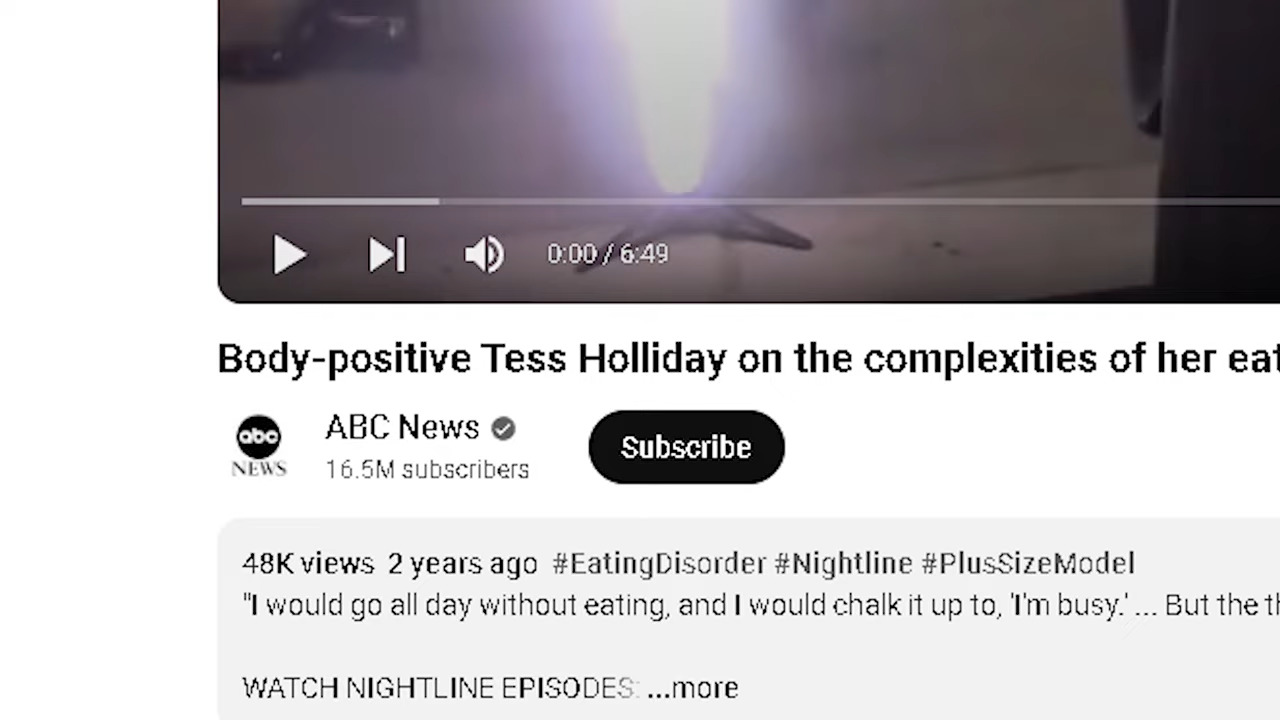 0:00 / 6:49
Body-positive Tess Holliday on the complexities of her eat
abc
NEWS
ABC News
16.5M subscribers
Subscribe
48K views 2 years ago #EatingDisorder #Nightline #PlusSizeModel
"I would go all day without eating, and I would chalk it up to, 'I'm busy.' ... But the th
WATCH NIGHTLINE EPISODES: ...more